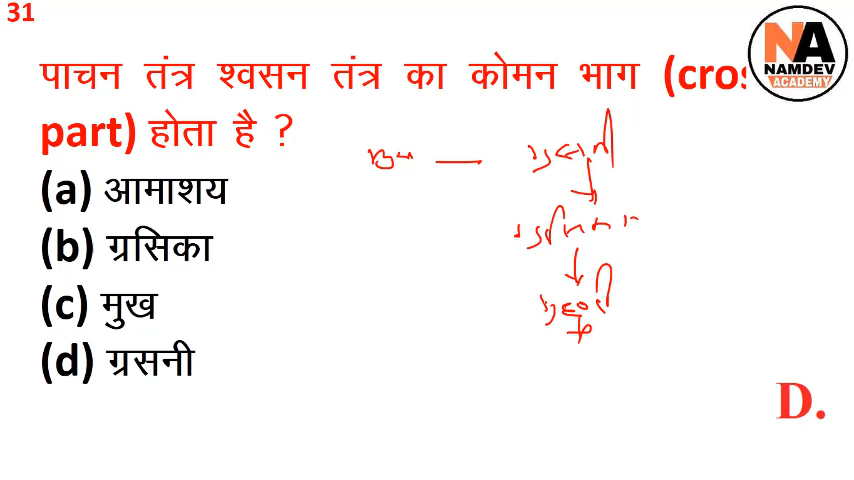 31
NA
NAMDEV
ACADEMY
पाचन तंत्र श्वसन तंत्र का कोमन भाग (cros
part) होता है ?
(a) आमाशय
(b) ग्रसिका
(c) मुख
(d) ग्रसनी
D.